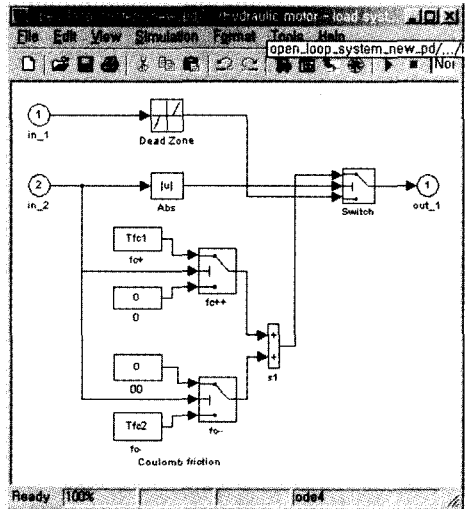 hydraulic motor - load syst...
File Edit View Simulation Format Tools Help
open_loop_system_new_pd/.../
Nor
1
in_1
Dead Zone
2
in_2
|u|
Abs
Switch
1
out_1
Tfc1
fc+
0
0
fc++
+
+
s1
0
00
Tfc2
fc-
fc--
Coulomb friction
Ready 100% ode4